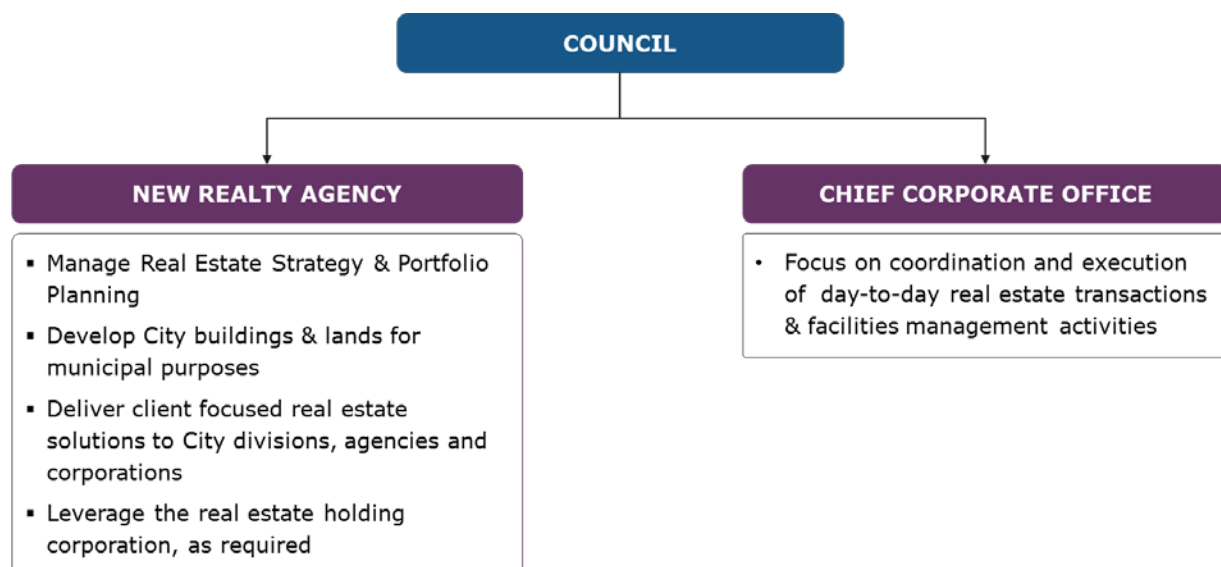 COUNCIL
NEW REALTY AGENCY
▪ Manage Real Estate Strategy & Portfolio
Planning
▪ Develop City buildings & lands for
municipal purposes
▪ Deliver client focused real estate
solutions to City divisions, agencies and
corporations
▪ Leverage the real estate holding
corporation, as required
CHIEF CORPORATE OFFICE
• Focus on coordination and execution
of day-to-day real estate transactions
& facilities management activities